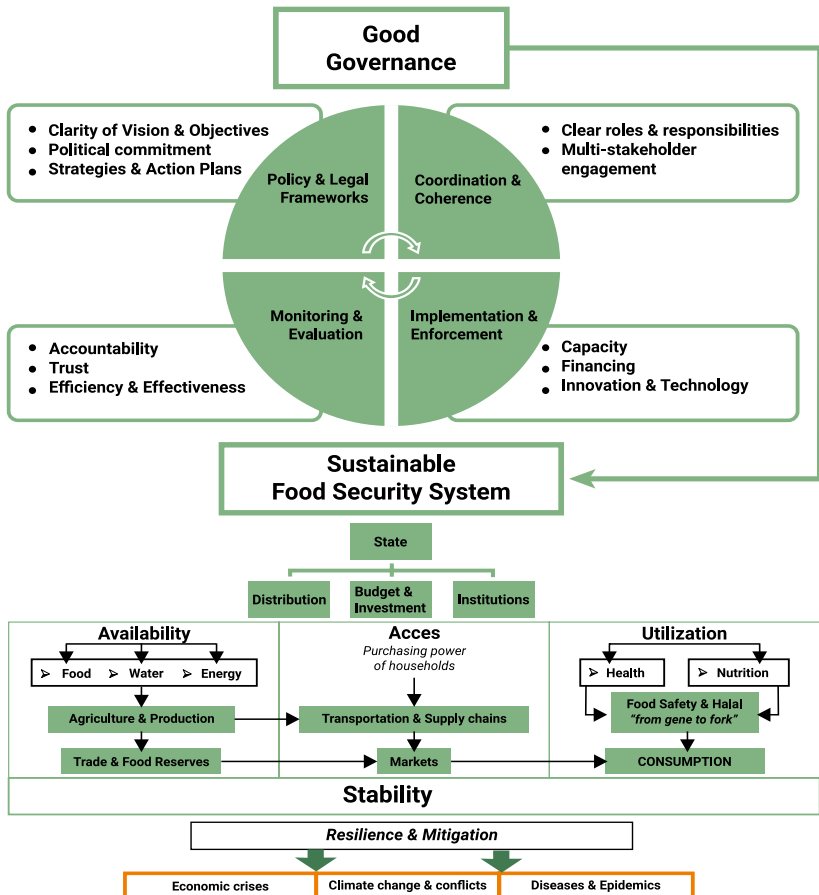 Good
Governance
• Clarity of Vision & Objectives
• Political commitment
• Strategies & Action Plans
• Clear roles & responsibilities
• Multi-stakeholder
engagement
Policy & Legal
Frameworks
Coordination &
Coherence
Monitoring &
Evaluation
Implementation &
Enforcement
• Accountability
• Trust
• Efficiency & Effectiveness
• Capacity
• Financing
• Innovation & Technology
Sustainable
Food Security System
State
Distribution
Budget &
Investment
Institutions
Availability
➢ Food ➢ Water ➢ Energy
Agriculture & Production
Trade & Food Reserves
Acces
Purchasing power
of households
Transportation & Supply chains
Markets
Utilization
➢ Health ➢ Nutrition
Food Safety & Halal
"from gene to fork"
CONSUMPTION
Stability
Resilience & Mitigation
Economic crises
Climate change & conflicts
Diseases & Epidemics